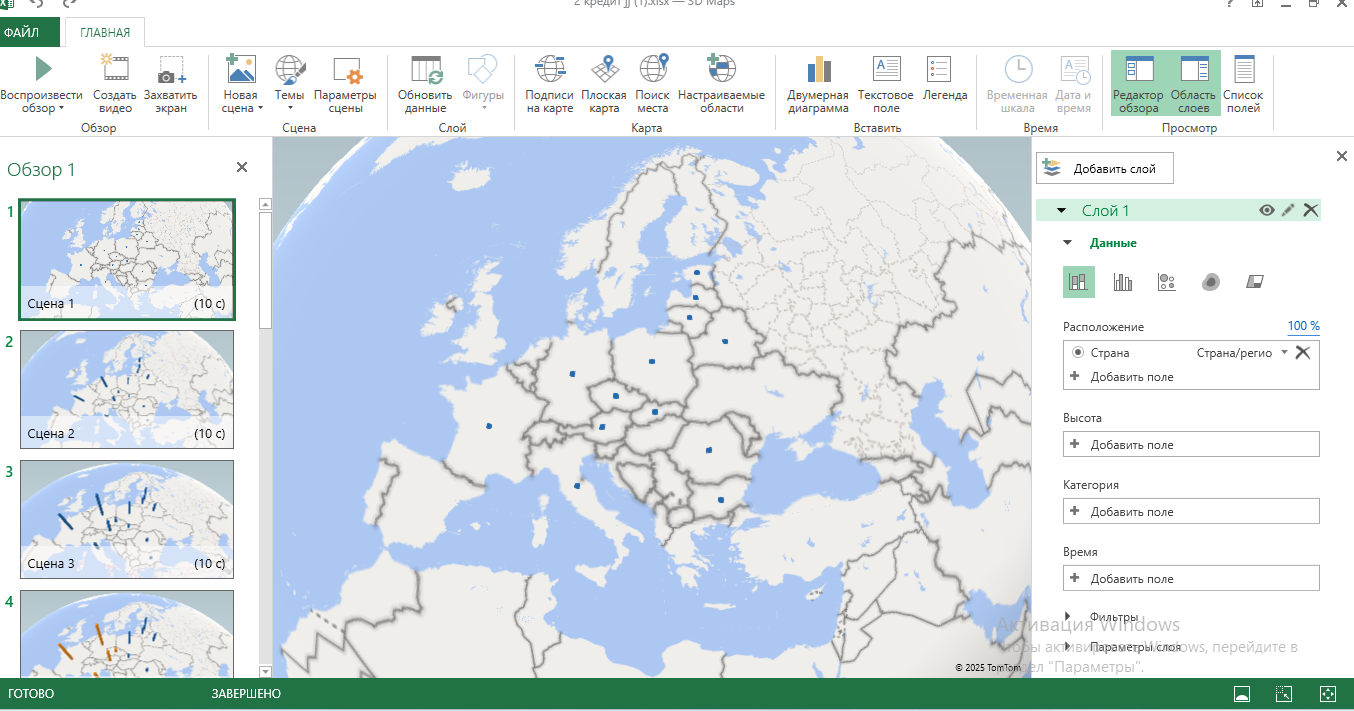 2 кредит jj (1).xlsx — 3D Maps
ФАЙЛ
ГЛАВНАЯ
Воспроизвести обзор
Создать видео
Захватить экран
Обзор
Новая сцена
Темы
Параметры сцены
Сцена
Обновить данные
Фигуры
Слой
Подписи на карте
Плоская карта
Поиск места
Настраиваемые области
Карта
Двумерная диаграмма
Текстовое поле
Легенда
Вставить
Временная шкала
Дата и время
Время
Редактор обзора
Область слоев
Список полей
Просмотр
Обзор 1
1
Сцена 1 (10 с)
2
Сцена 2 (10 с)
3
Сцена 3 (10 с)
4
© 2025 TomTom
Добавить слой
Слой 1
Данные
Расположение 100 %
Страна Страна/регио
Добавить поле
Высота
Добавить поле
Категория
Добавить поле
Время
Добавить поле
Фильтры
Активация Windows
Параметры слоя
активировать Windows, перейдите в
"Параметры".
ГОТОВО
ЗАВЕРШЕНО